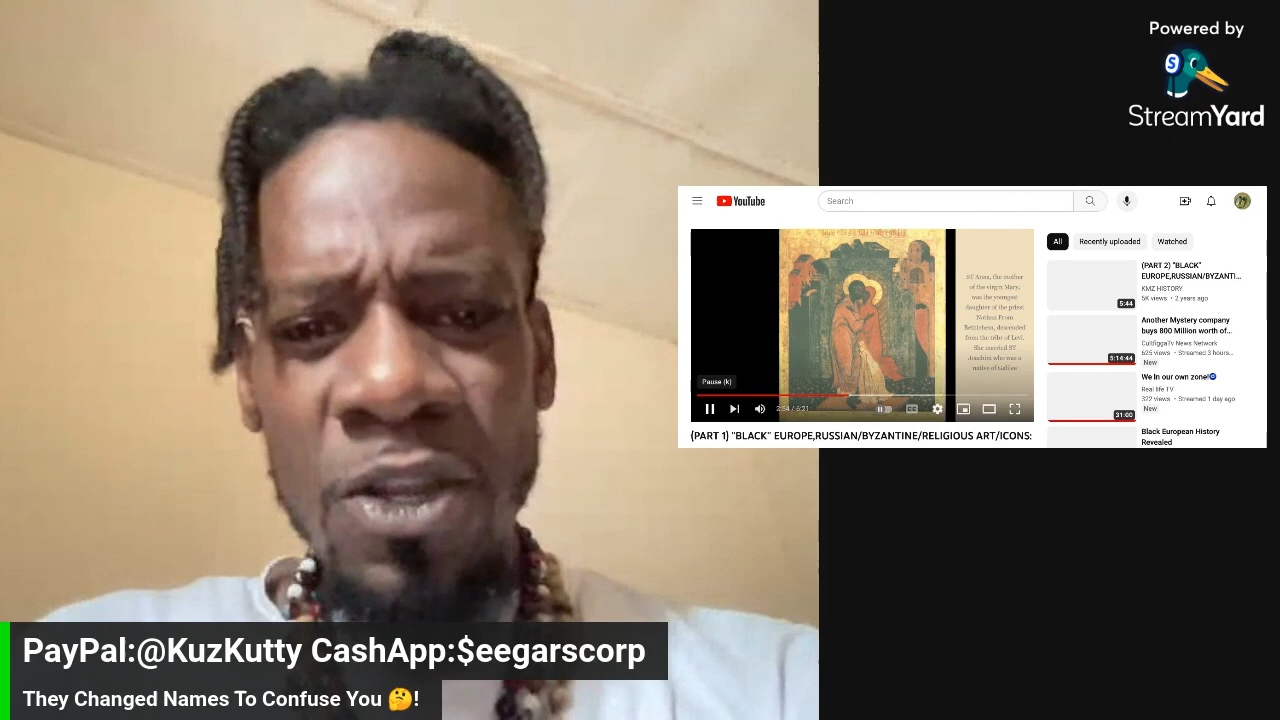 Powered by
StreamYard
YouTube
Search
All
Recently uploaded
Watched
ST Anna, the mother
of the virgin Mary,
was the youngest
daughter of the priest
Nathan From
Bethlehem, descended
from the tribe of Levi.
She married ST
Joachim who was a
native of Galilee
Pause (k)
2:54 / 6:21
(PART 1) "BLACK" EUROPE,RUSSIAN/BYZANTINE/RELIGIOUS ART/ICONS:
(PART 2) "BLACK"
EUROPE,RUSSIAN/BYZANTI...
KMZ HISTORY
5K views • 2 years ago
5:44
Another Mystery company
buys 800 Million worth of...
CultfiggaTv News Network
625 views • Streamed 3 hours...
New
5:14:44
We In our own zone!
Real life TV
322 views • Streamed 1 day ago
New
31:00
Black European History
Revealed
PayPal:@KuzKutty CashApp:$eegarscorp
They Changed Names To Confuse You 🤔!